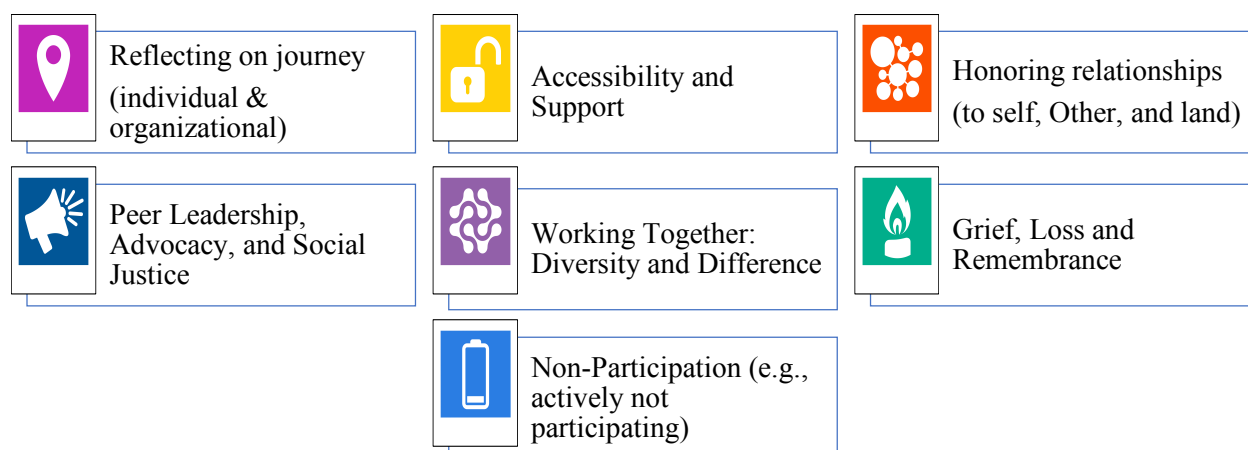 Reflecting on journey
(individual &
organizational)
Accessibility and
Support
Honoring relationships
(to self, Other, and land)
Peer Leadership,
Advocacy, and Social
Justice
Working Together:
Diversity and Difference
Grief, Loss and
Remembrance
Non-Participation (e.g.,
actively not
participating)